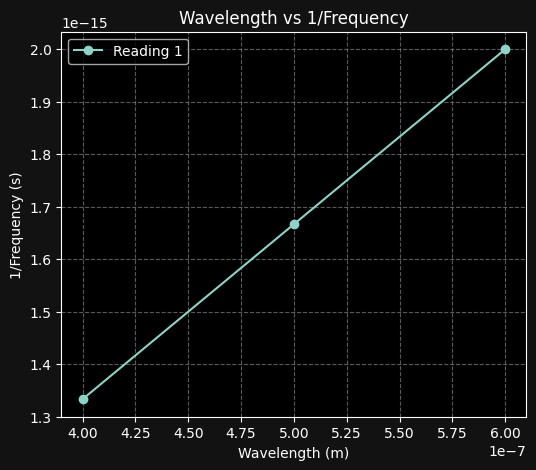 Wavelength vs 1/Frequency
1e−15
Reading 1
2.0
1.9
1.8
1.7
1.6
1.5
1.4
1.3
1/Frequency (s)
4.00 4.25 4.50 4.75 5.00 5.25 5.50 5.75 6.00
Wavelength (m)
1e−7